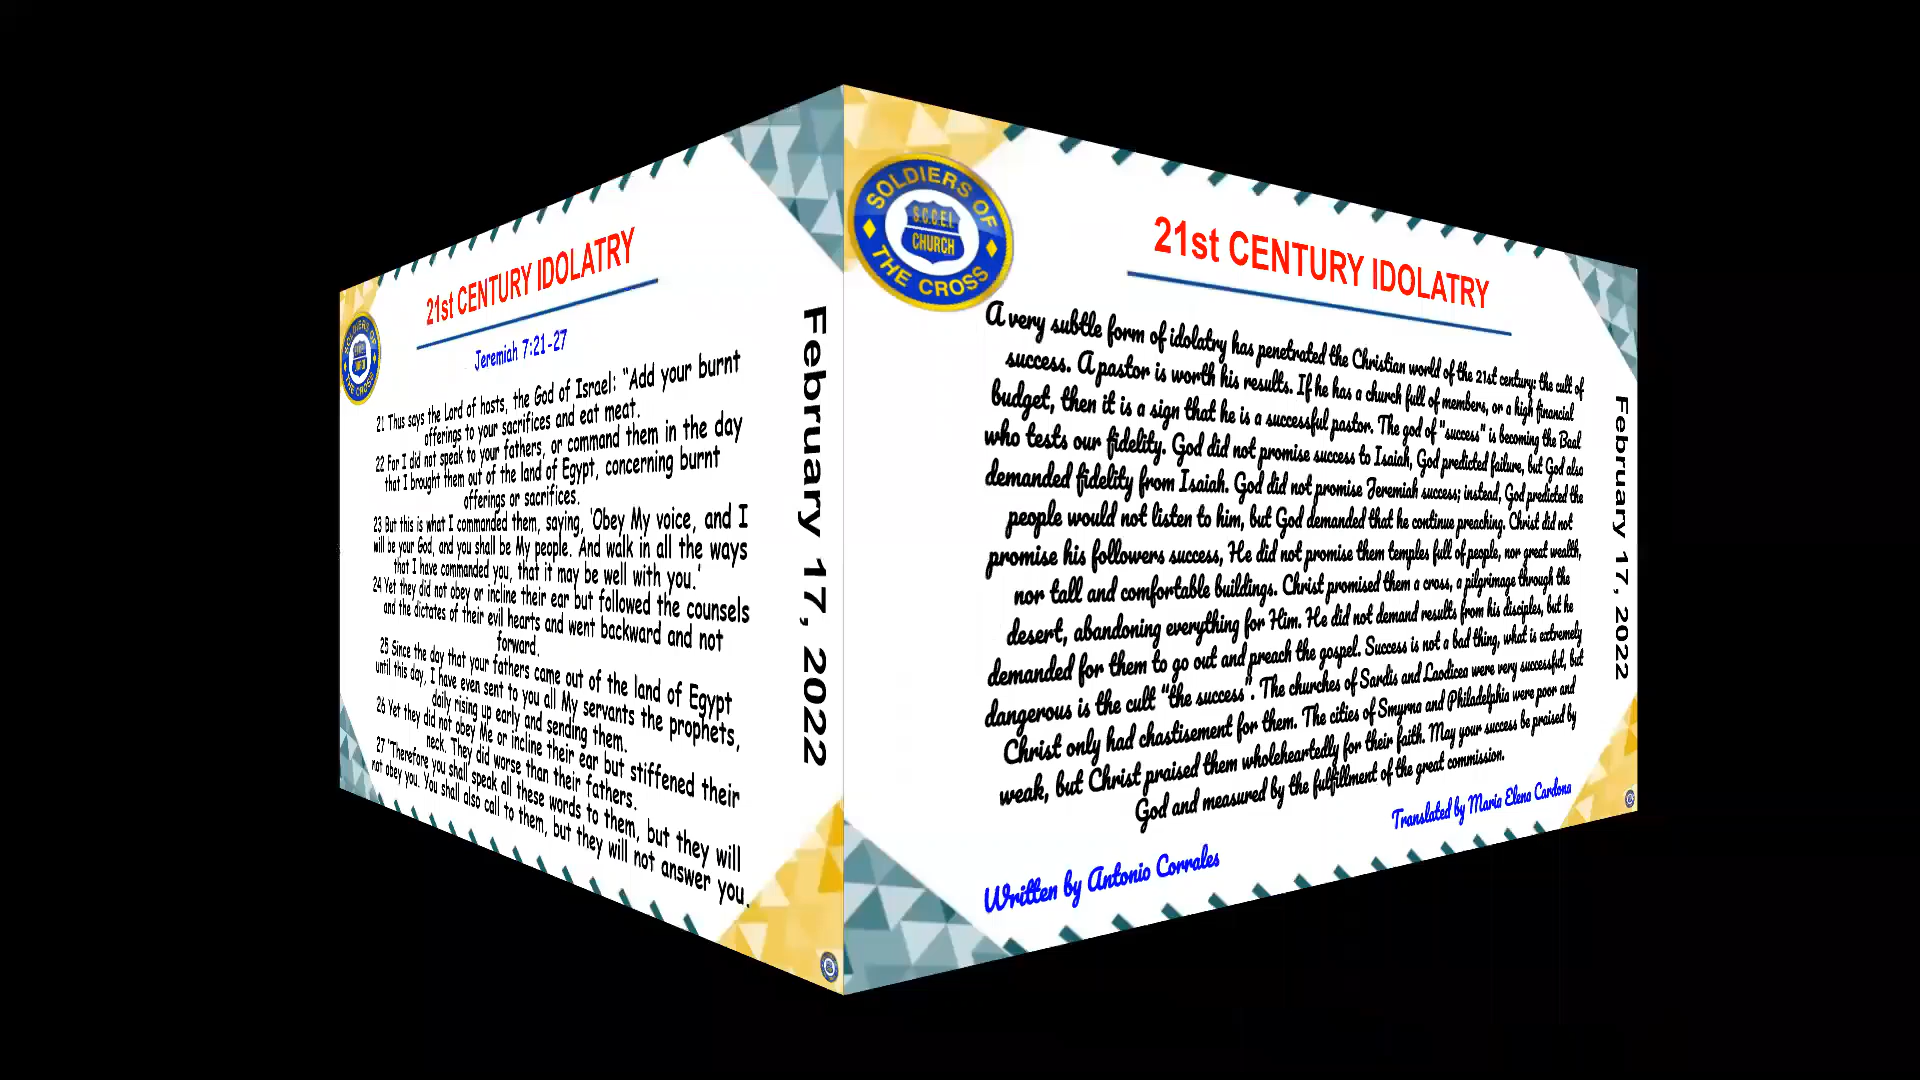 21st CENTURY IDOLATRY
Jeremiah 7:21-27
21 Thus says the Lord of hosts, the God of Israel: “Add your burnt
offerings to your sacrifices and eat meat.
22 For I did not speak to your fathers, or command them in the day
that I brought them out of the land of Egypt, concerning burnt
offerings or sacrifices.
23 But this is what I commanded them, saying, ‘Obey My voice, and I
will be your God, and you shall be My people. And walk in all the ways
that I have commanded you, that it may be well with you.’
24 Yet they did not obey or incline their ear but followed the counsels
and the dictates of their evil hearts and went backward and not
forward.
25 Since the day that your fathers came out of the land of Egypt
until this day, I have even sent to you all My servants the prophets,
daily rising up early and sending them.
26 Yet they did not obey Me or incline their ear but stiffened their
neck. They did worse than their fathers.
27 “Therefore you shall speak all these words to them, but they will
not obey you. You shall also call to them, but they will not answer you.
February 17, 2022
SOLDIERS OF
S.C.C.E.I.
CHURCH
THE CROSS
21st CENTURY IDOLATRY
A very subtle form of idolatry has penetrated the Christian world of the 21st century: the cult of
success. A pastor is worth his results. If he has a church full of members, or a high financial
budget, then it is a sign that he is a successful pastor. The god of "success" is becoming the Baal
who tests our fidelity. God did not promise success to Isaiah, God predicted failure, but God also
demanded fidelity from Isaiah. God did not promise Jeremiah success; instead, God predicted the
people would not listen to him, but God demanded that he continue preaching. Christ did not
promise his followers success, He did not promise them temples full of people, nor great wealth,
nor tall and comfortable buildings. Christ promised them a cross, a pilgrimage through the
desert, abandoning everything for Him. He did not demand results from his disciples, but he
demanded for them to go out and preach the gospel. Success is not a bad thing, what is extremely
dangerous is the cult “the success”. The churches of Sardis and Laodicea were very successful, but
Christ only had chastisement for them. The cities of Smyrna and Philadelphia were poor and
weak, but Christ praised them wholeheartedly for their faith. May your success be praised by
God and measured by the fulfillment of the great commission.
Translated by Maria Elena Cardona
Written by Antonio Corrales
February 17, 2022